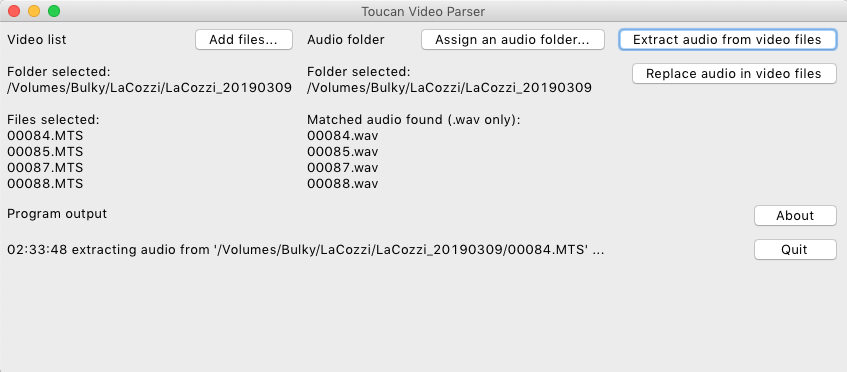 Toucan Video Parser
Video list
Add files...
Audio folder
Assign an audio folder...
Extract audio from video files
Folder selected:
/Volumes/Bulky/LaCozzi/LaCozzi_20190309
Folder selected:
/Volumes/Bulky/LaCozzi/LaCozzi_20190309
Replace audio in video files
Files selected:
00084.MTS
00085.MTS
00087.MTS
00088.MTS
Matched audio found (.wav only):
00084.wav
00085.wav
00087.wav
00088.wav
Program output
About
02:33:48 extracting audio from '/Volumes/Bulky/LaCozzi/LaCozzi_20190309/00084.MTS' ...
Quit